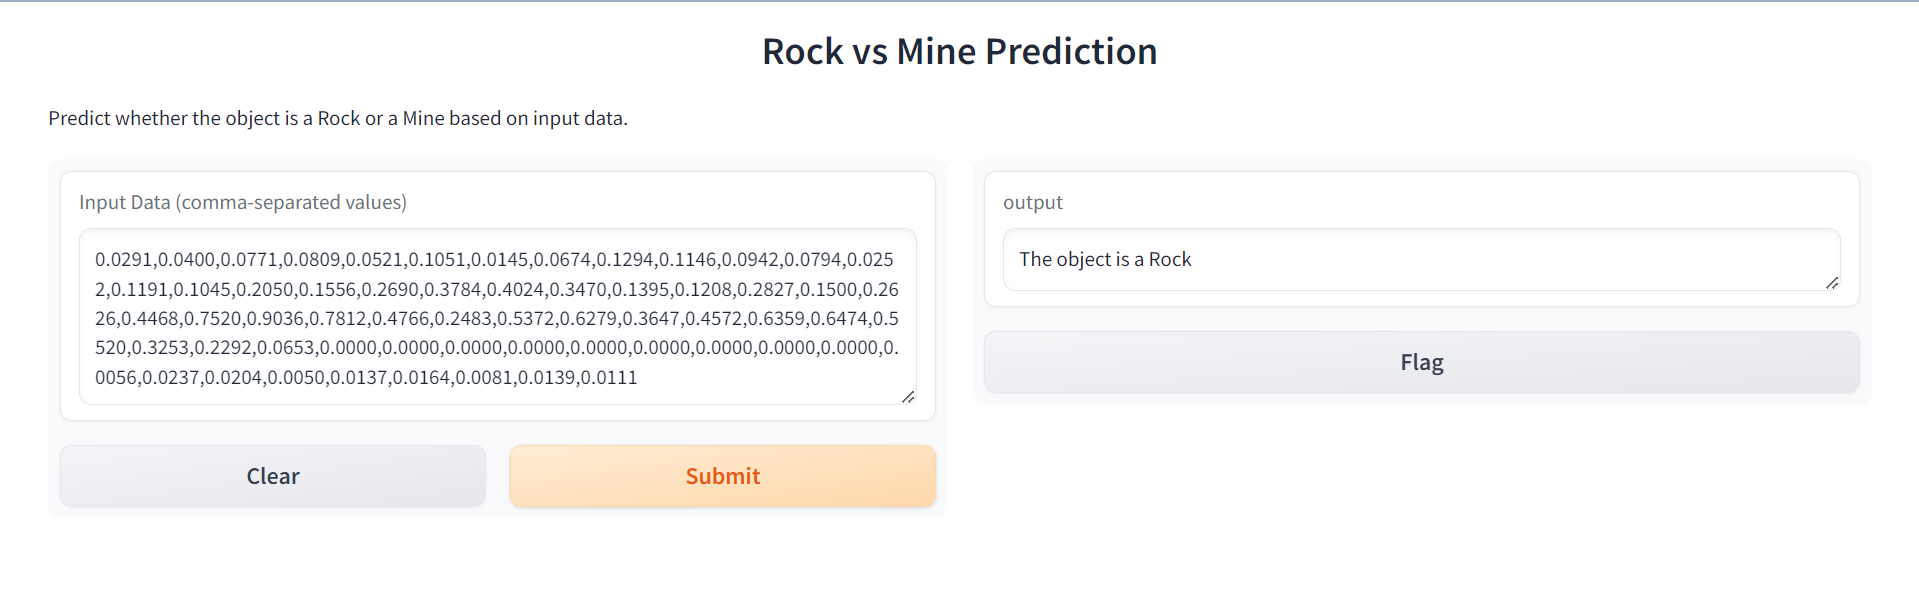 Rock vs Mine Prediction
Predict whether the object is a Rock or a Mine based on input data.
Input Data (comma-separated values)
0.0291,0.0400,0.0771,0.0809,0.0521,0.1051,0.0145,0.0674,0.1294,0.1146,0.0942,0.0794,0.025
2,0.1191,0.1045,0.2050,0.1556,0.2690,0.3784,0.4024,0.3470,0.1395,0.1208,0.2827,0.1500,0.26
26,0.4468,0.7520,0.9036,0.7812,0.4766,0.2483,0.5372,0.6279,0.3647,0.4572,0.6359,0.6474,0.5
520,0.3253,0.2292,0.0653,0.0000,0.0000,0.0000,0.0000,0.0000,0.0000,0.0000,0.0000,0.0000,0.
0056,0.0237,0.0204,0.0050,0.0137,0.0164,0.0081,0.0139,0.0111
Clear
Submit
output
The object is a Rock
Flag